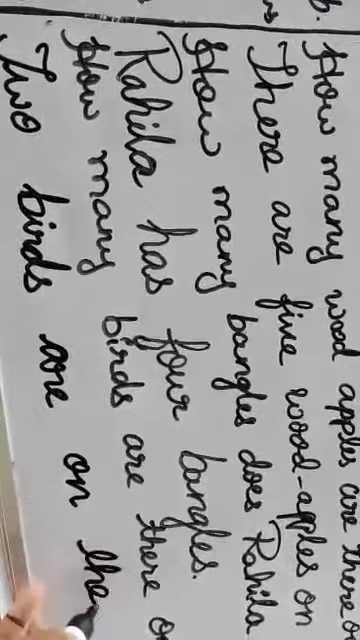 b.
How many wood apples are there
There are five wood-apples on
How many bangles does Rahila
Rahila has four bangles.
How many birds are there on
Two birds are on the